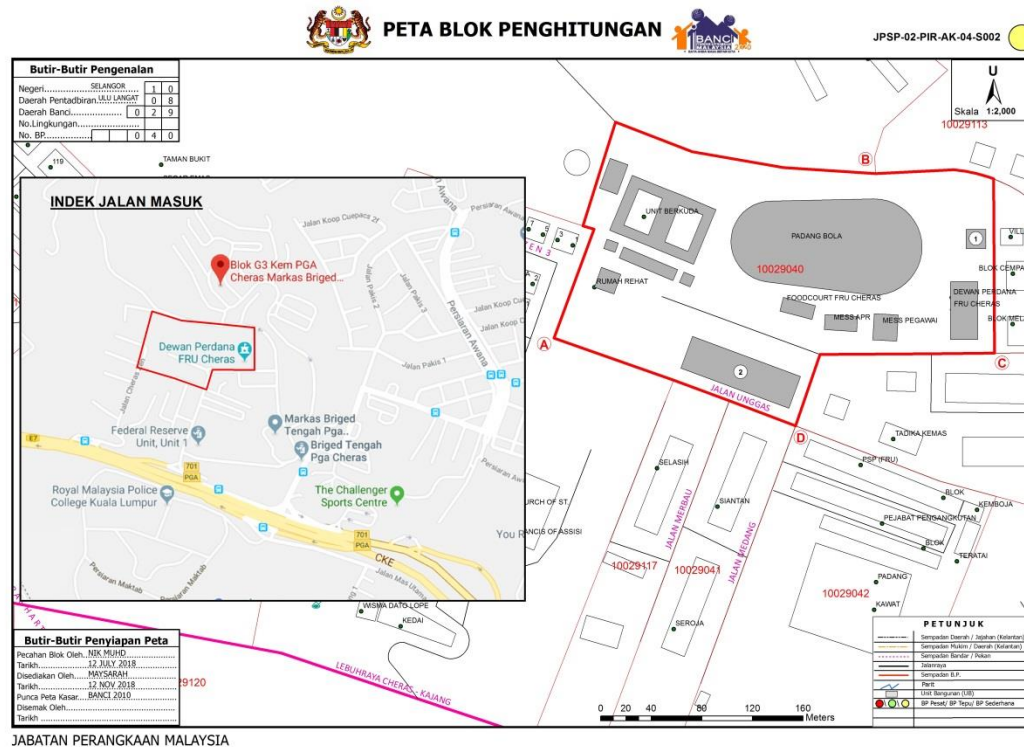 PETA BLOK PENGHITUNGAN
BANCI
MALAYSIA
JPSP-02-PIR-AK-04-S002
Butir-Butir Pengenalan
Negeri SELANGOR 1 0
Daerah Pentadbiran ULU LANGAT 0 8
Daerah Banci 0 2 9
No.Lingkungan
No. BP 0 4 0
U
Skala 1:2,000
10029113
119
TAMAN BUKIT
INDEK JALAN MASUK
Jalan Koop Cuepacs 2f
Persiaran Awana
Blok G3 Kem PGA
Cheras Markas Briged...
Jalan Pakis 2
Jalan Pakis 3
Persiaran Awana
Jalan Koop
Dewan Perdana
FRU Cheras
Jalan Pakis 1
Federal Reserve
Unit, Unit 1
Markas Briged
Tengah Pga..
Briged Tengah
Pga Cheras
E7
701
PGA
Royal Malaysia Police
College Kuala Lumpur
The Challenger
Sports Centre
701
PGA
CKE
Persiaran Maktab
Jalan Mas Utama
B
UNIT BERKUDA
PADANG BOLA
10029040
1
RUMAH REHAT
FOODCOURT FRU CHERAS
MESS APR
MESS PEGAWAI
DEWAN PERDANA
FRU CHERAS
BLOK CEMPA
A
C
2
JALAN UNGGAS
D
TADIKA KEMAS
SELASIH
PSP (FRU)
SIANTAN
JALAN MERBAU
BLOK
KEMBOJA
PEJABAT PENGANGKUTAN
BLOK
TERATAI
JALAN MEDANG
10029117
10029041
PADANG
10029042
KAWAT
SEROJA
WISMA DATO LOPE
KEDAI
LEBUHRAYA CHERAS - KAJANG
29120
Butir-Butir Penyiapan Peta
Pecahan Blok Oleh. NIK MUHD
Tarikh 12 JULY 2018
Disediakan Oleh. MAYSARAH
Tarikh 12 NOV 2018
Punca Peta Kasar BANCI 2010
Disemak Oleh
Tarikh
0 20 40 80 120 160
Meters
PETUNJUK
Sempadan Daerah / Jajahan (Kelantan)
Sempadan Mukim / Daerah (Kelantan)
Sempadan Bandar / Pekan
Jalanraya
Sempadan B.P.
Parit
Unit Bangunan (UB)
BP Pesat/ BP Tepu/ BP Sederhana
JABATAN PERANGKAAN MALAYSIA